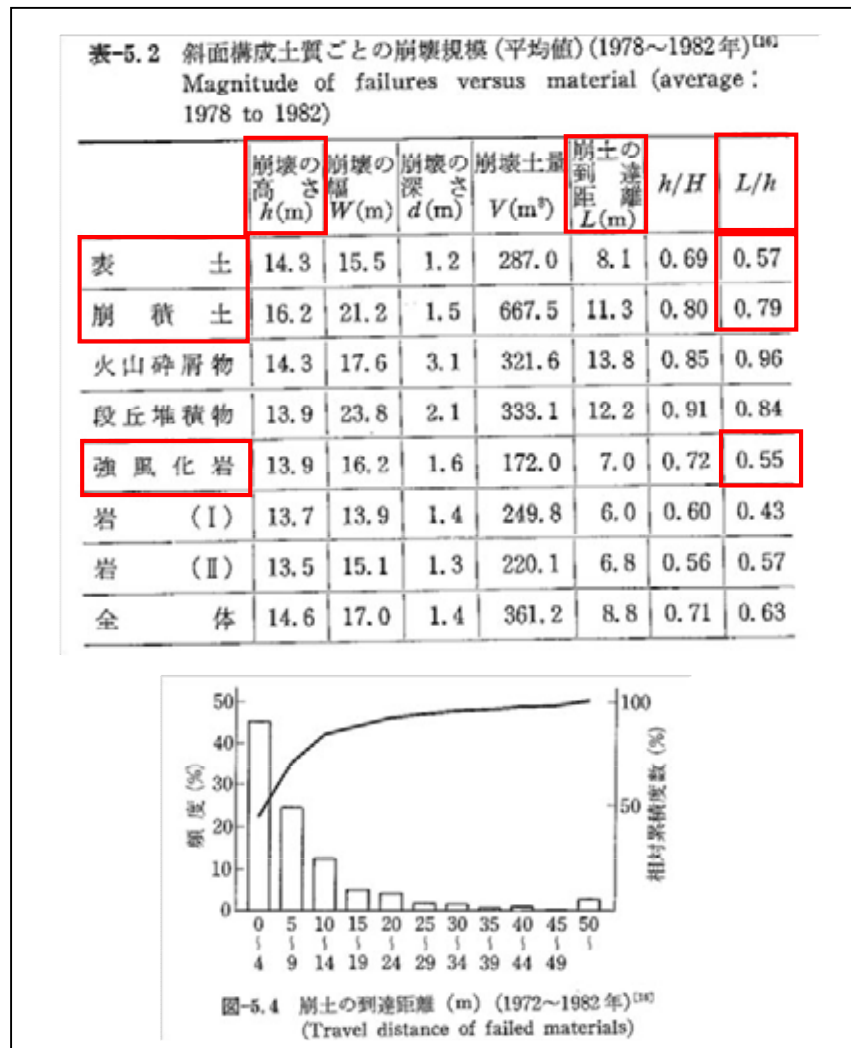 表-5.2 斜面構成土質ごとの崩壊規模(平均値)(1978~1982年)[16]
Magnitude of failures versus material (average:
1978 to 1982)
崩壊の高さ h(m) 崩壊の幅 W(m) 崩壊の深さ d(m) 崩壊土量 V(m³) 崩土の到達距離 L(m) h/H L/h
表土 14.3 15.5 1.2 287.0 8.1 0.69 0.57
崩積土 16.2 21.2 1.5 667.5 11.3 0.80 0.79
火山砕屑物 14.3 17.6 3.1 321.6 13.8 0.85 0.96
段丘堆積物 13.9 23.8 2.1 333.1 12.2 0.91 0.84
強風化岩 13.9 16.2 1.6 172.0 7.0 0.72 0.55
岩(I) 13.7 13.9 1.4 249.8 6.0 0.60 0.43
岩(II) 13.5 15.1 1.3 220.1 6.8 0.56 0.57
全体 14.6 17.0 1.4 361.2 8.8 0.71 0.63
頻度(%)
50
40
30
20
10
0
100
50
相対累積度数(%)
0 5 10 15 20 25 30 35 40 45 50
~ ~ ~ ~ ~ ~ ~ ~ ~ ~ ~
4 9 14 19 24 29 34 39 44 49
図-5.4 崩土の到達距離(m)(1972~1982年)[16]
(Travel distance of failed materials)